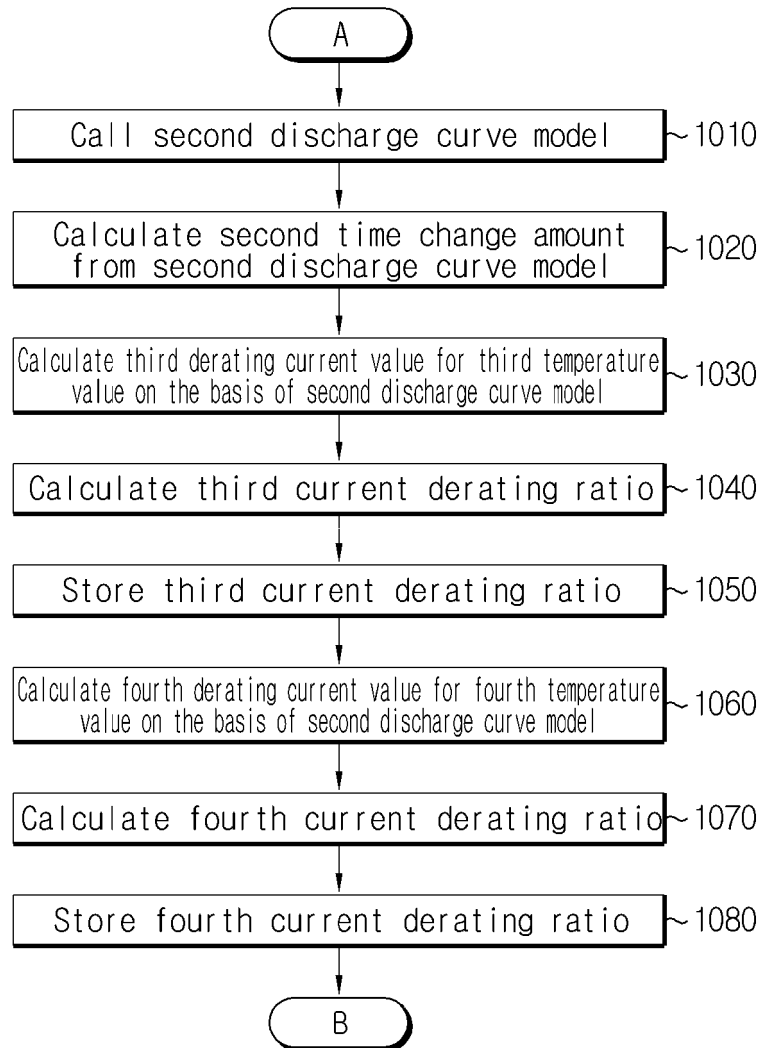 A
Call second discharge curve model
1010
Calculate second time change amount
from second discharge curve model
1020
Calculate third derating current value for third temperature
value on the basis of second discharge curve model
1030
Calculate third current derating ratio
1040
Store third current derating ratio
1050
Calculate fourth derating current value for fourth temperature
value on the basis of second discharge curve model
1060
Calculate fourth current derating ratio
1070
Store fourth current derating ratio
1080
B